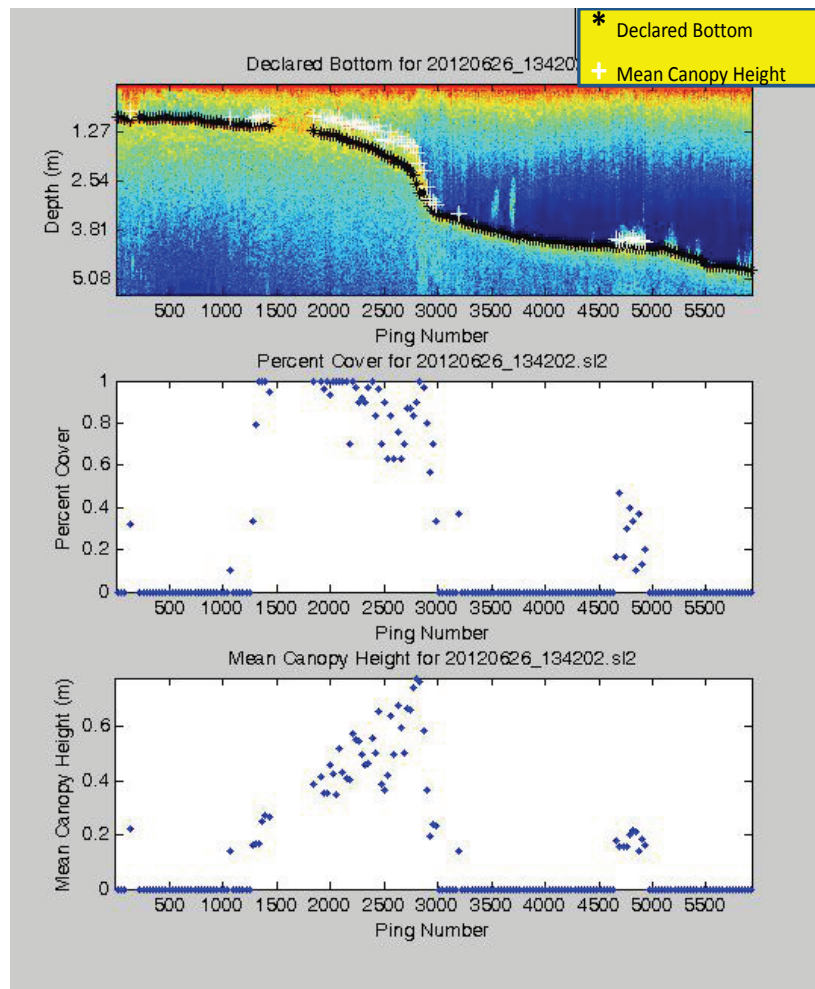 * Declared Bottom
+ Mean Canopy Height
Declared Bottom for 20120626_134202
1.27
2.54
3.81
5.08
Depth (m)
500 1000 1500 2000 2500 3000 3500 4000 4500 5000 5500
Ping Number
Percent Cover for 20120626_134202.sl2
1
0.8
0.6
0.4
0.2
0
Percent Cover
500 1000 1500 2000 2500 3000 3500 4000 4500 5000 5500
Ping Number
Mean Canopy Height for 20120626_134202.sl2
0.6
0.4
0.2
0
Mean Canopy Height (m)
500 1000 1500 2000 2500 3000 3500 4000 4500 5000 5500
Ping Number